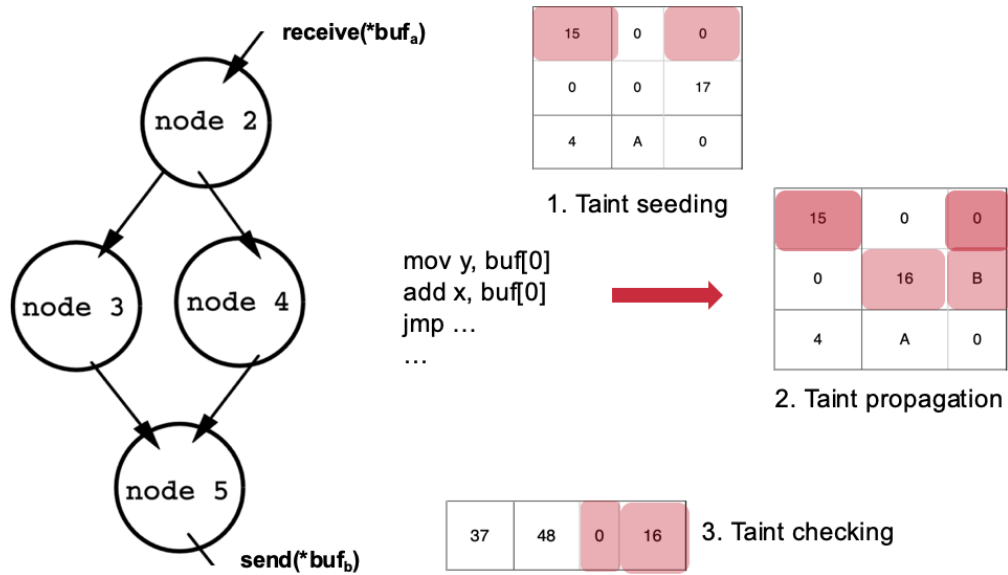 receive(*bufa)
node 2
15 0 0
0 0 17
4 A 0
1. Taint seeding
node 3
node 4
mov y, buf[0]
add x, buf[0]
jmp …
…
15 0 0
0 16 B
4 A 0
2. Taint propagation
node 5
send(*bufb)
37 48 0 16
3. Taint checking